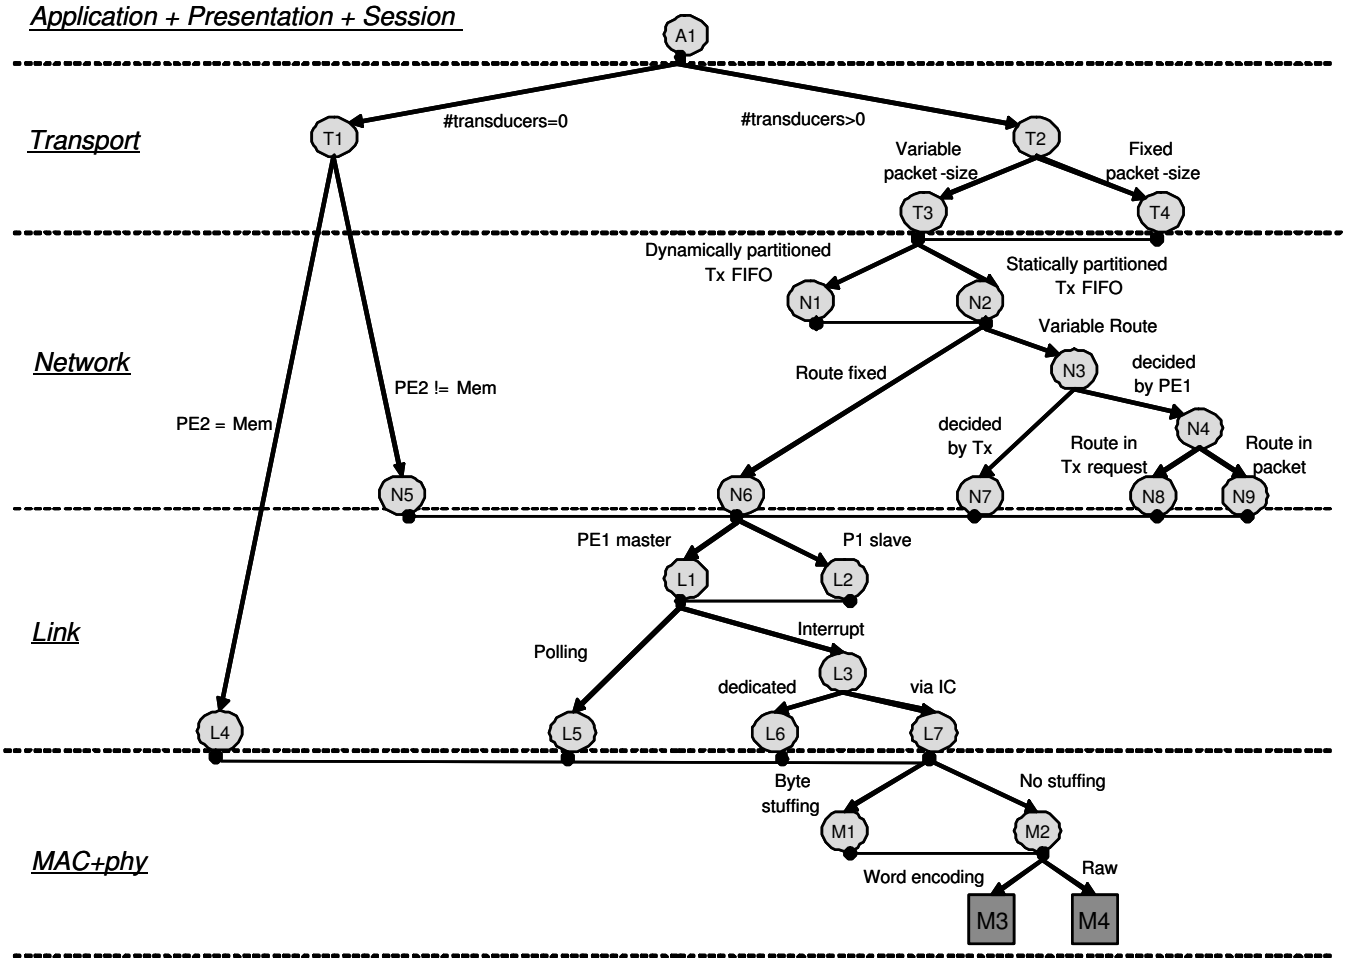 Application + Presentation + Session
A1
#transducers=0
#transducers>0
Transport
T1
T2
Variable
packet-size
Fixed
packet-size
T3
T4
Dynamically partitioned
Tx FIFO
Statically partitioned
Tx FIFO
N1
N2
Variable Route
Network
Route fixed
N3
decided
by PE1
PE2 != Mem
PE2 = Mem
decided
by Tx
N4
Route in
Tx request
Route in
packet
N5
N6
N7
N8
N9
PE1 master
P1 slave
L1
L2
Link
Polling
Interrupt
L3
dedicated
via IC
L4
L5
L6
L7
Byte
stuffing
No stuffing
M1
M2
MAC+phy
Word encoding
Raw
M3
M4